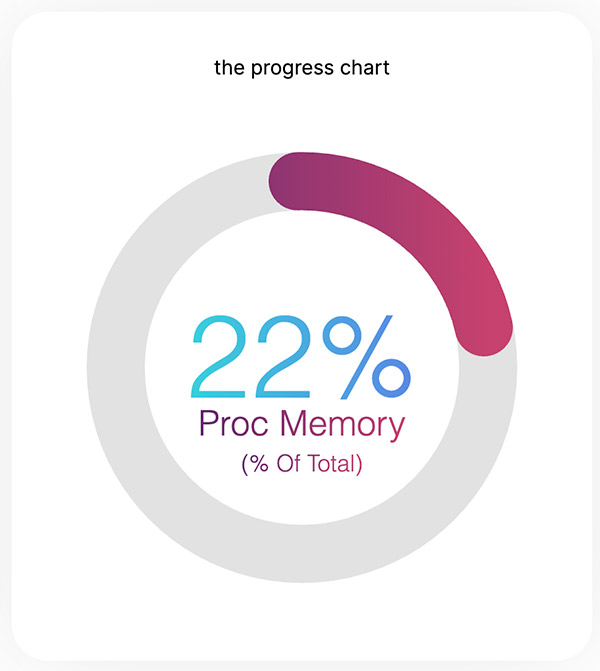 the progress chart
22%
Proc Memory
(% Of Total)